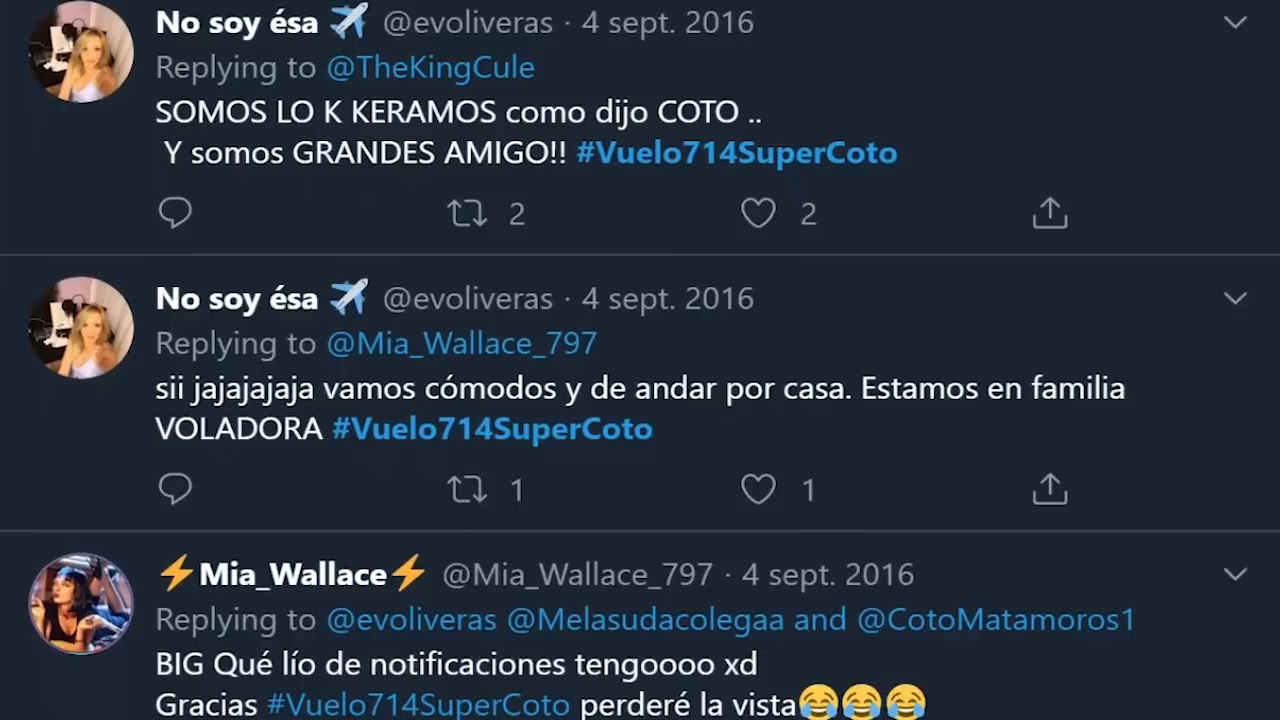 No soy ésa ✈️ @evoliveras · 4 sept. 2016
Replying to @TheKingCule
SOMOS LO K KERAMOS como dijo COTO ..
Y somos GRANDES AMIGO!! #Vuelo714SuperCoto
2 2
No soy ésa ✈️ @evoliveras · 4 sept. 2016
Replying to @Mia_Wallace_797
sii jajajajaja vamos cómodos y de andar por casa. Estamos en familia
VOLADORA #Vuelo714SuperCoto
1 1
⚡Mia_Wallace⚡ @Mia_Wallace_797 · 4 sept. 2016
Replying to @evoliveras @Melasudacolegaa and @CotoMatamoros1
BIG Qué lío de notificaciones tengoooo xd
Gracias #Vuelo714SuperCoto perderé la vista😂😂😂